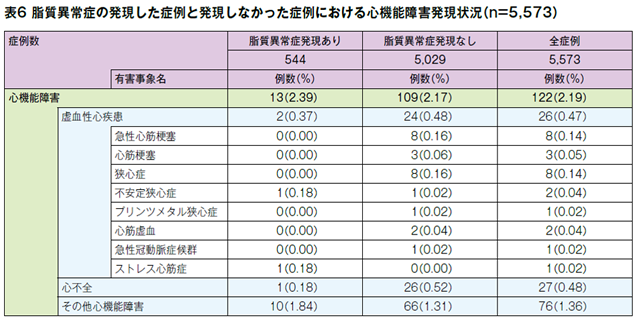 表6 脂質異常症の発現した症例と発現しなかった症例における心機能障害発現状況(n=5,573)
症例数 脂質異常症発現あり 脂質異常症発現なし 全症例
544 5,029 5,573
有害事象名 例数(%) 例数(%) 例数(%)
心機能障害 13(2.39) 109(2.17) 122(2.19)
虚血性心疾患 2(0.37) 24(0.48) 26(0.47)
急性心筋梗塞 0(0.00) 8(0.16) 8(0.14)
心筋梗塞 0(0.00) 3(0.06) 3(0.05)
狭心症 0(0.00) 8(0.16) 8(0.14)
不安定狭心症 1(0.18) 1(0.02) 2(0.04)
プリンツメタル狭心症 0(0.00) 1(0.02) 1(0.02)
心筋虚血 0(0.00) 2(0.04) 2(0.04)
急性冠動脈症候群 0(0.00) 1(0.02) 1(0.02)
ストレス心筋症 1(0.18) 0(0.00) 1(0.02)
心不全 1(0.18) 26(0.52) 27(0.48)
その他心機能障害 10(1.84) 66(1.31) 76(1.36)